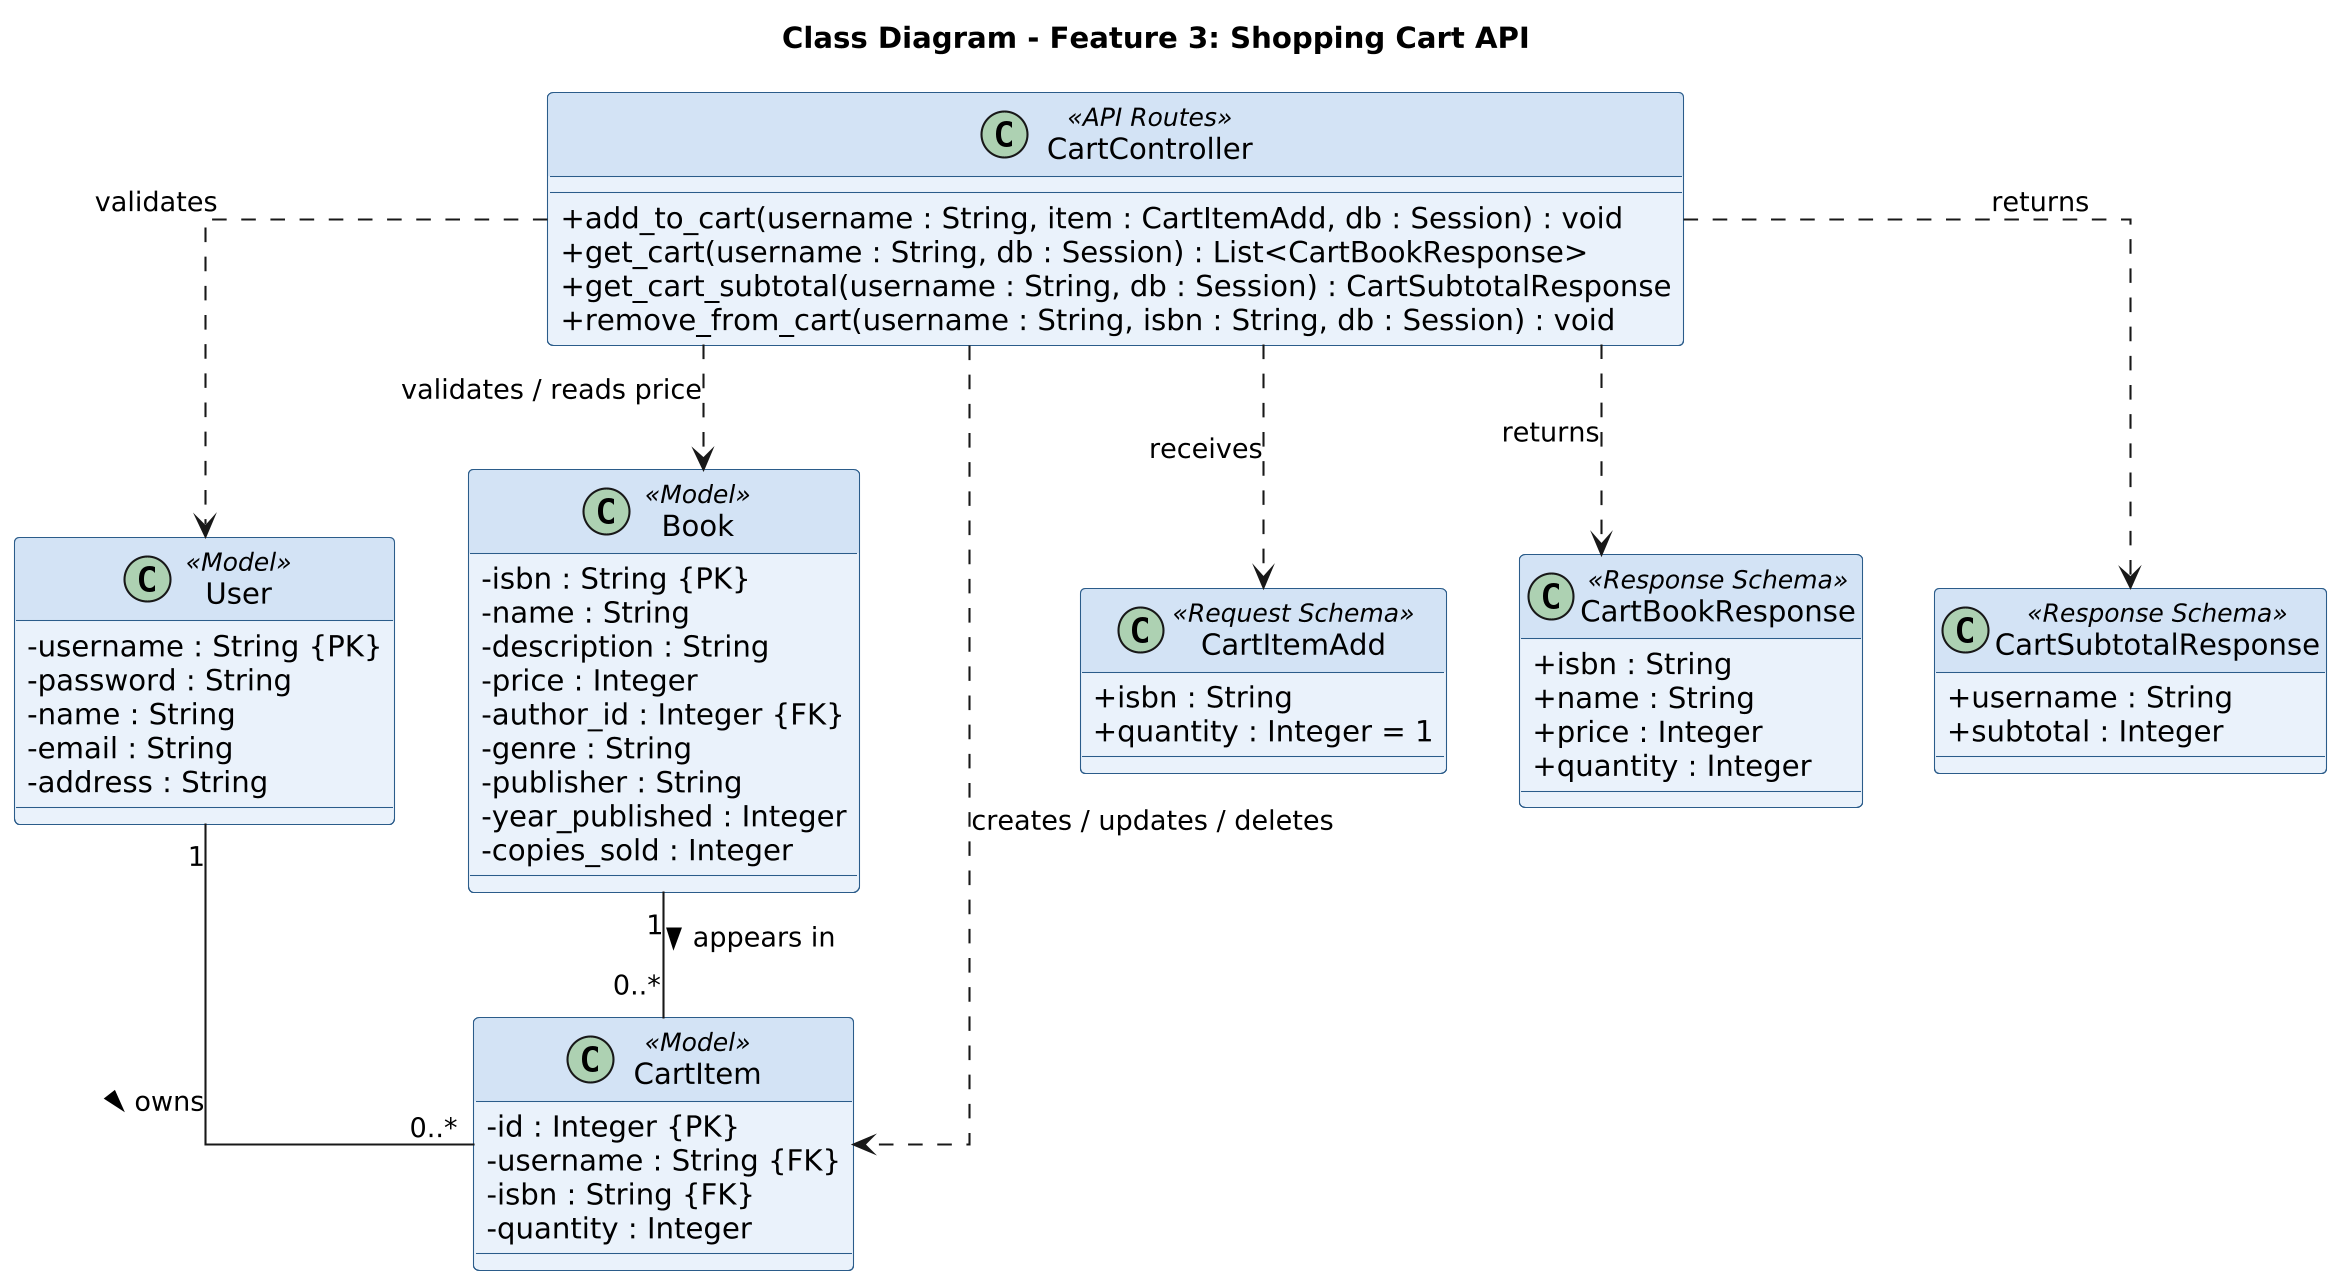 Class Diagram - Feature 3: Shopping Cart API
C
«API Routes»
CartController
+add_to_cart(username : String, item : CartItemAdd, db : Session) : void
+get_cart(username : String, db : Session) : List<CartBookResponse>
+get_cart_subtotal(username : String, db : Session) : CartSubtotalResponse
+remove_from_cart(username : String, isbn : String, db : Session) : void
validates
returns
validates / reads price
receives
returns
C
«Model»
User
-username : String {PK}
-password : String
-name : String
-email : String
-address : String
C
«Model»
Book
-isbn : String {PK}
-name : String
-description : String
-price : Integer
-author_id : Integer {FK}
-genre : String
-publisher : String
-year_published : Integer
-copies_sold : Integer
C
«Request Schema»
CartItemAdd
+isbn : String
+quantity : Integer = 1
C
«Response Schema»
CartBookResponse
+isbn : String
+name : String
+price : Integer
+quantity : Integer
C
«Response Schema»
CartSubtotalResponse
+username : String
+subtotal : Integer
creates / updates / deletes
1
1
appears in
0..*
owns
0..*
C
«Model»
CartItem
-id : Integer {PK}
-username : String {FK}
-isbn : String {FK}
-quantity : Integer